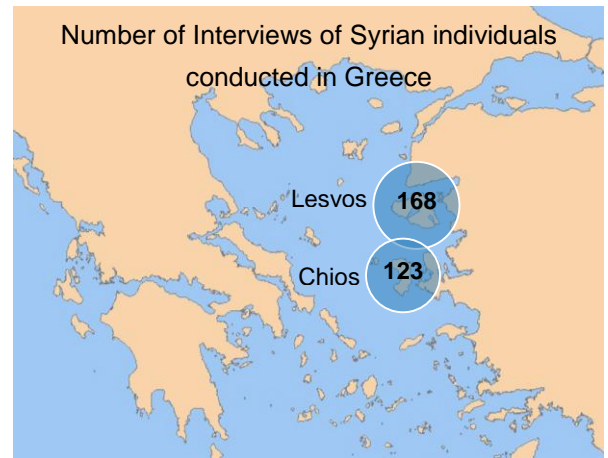 Number of Interviews of Syrian individuals
conducted in Greece
Lesvos 168
Chios 123